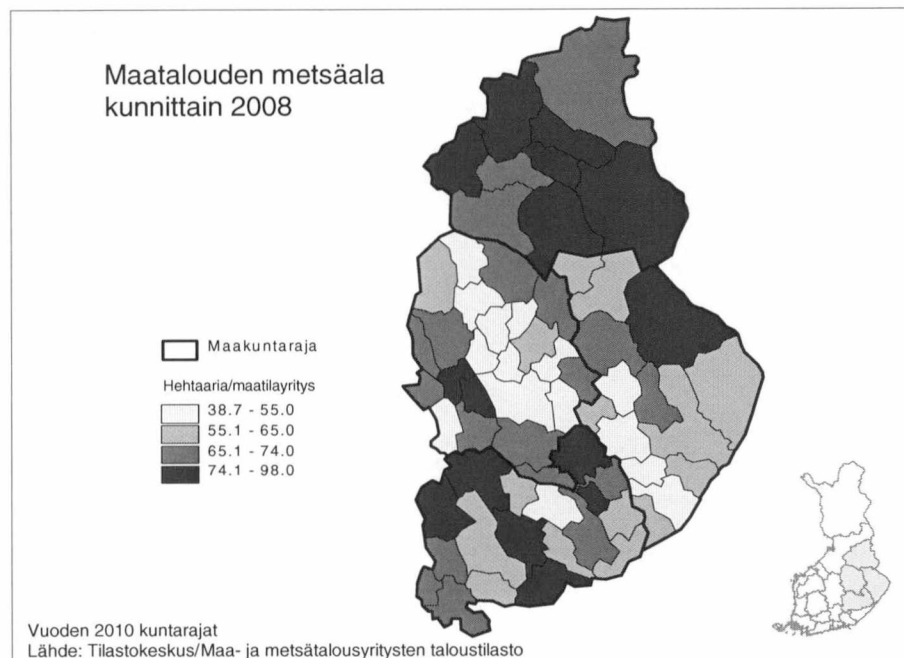 Maatalouden metsäala
kunnittain 2008
Maakuntaraja
Hehtaaria/maatilayritys
38.7 - 55.0
55.1 - 65.0
65.1 - 74.0
74.1 - 98.0
Vuoden 2010 kuntarajat
Lähde: Tilastokeskus/Maa- ja metsätalousyritysten taloustilasto